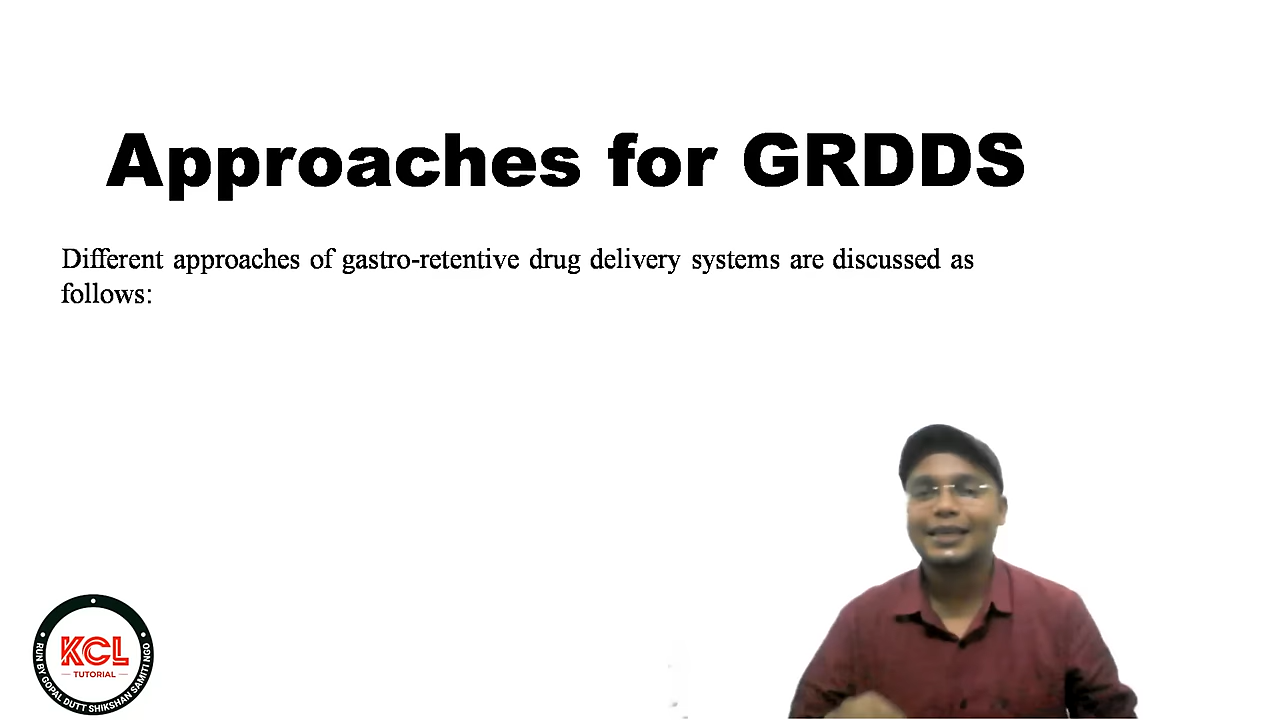 Approaches for GRDDS
Different approaches of gastro-retentive drug delivery systems are discussed as
follows:
KCL
TUTORIAL
RUN BY GOPAL DUTT SHIKSHAN SAMITI NGO